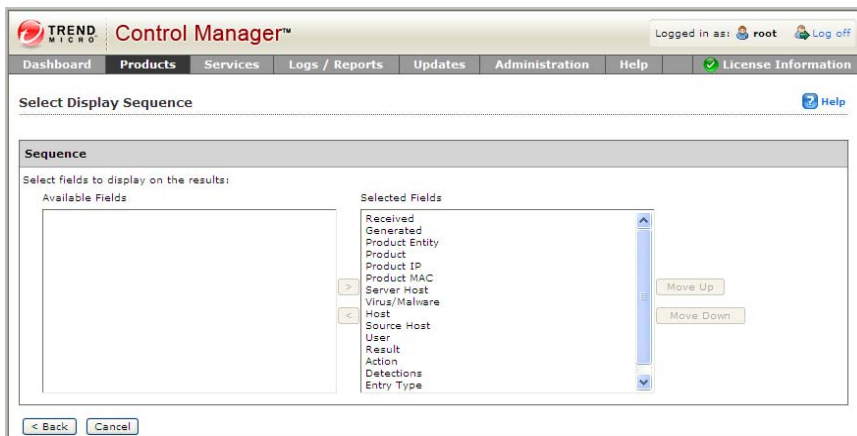 TREND MICRO Control Manager™ Logged in as: root Log off
Dashboard Products Services Logs / Reports Updates Administration Help License Information
Select Display Sequence Help
Sequence
Select fields to display on the results:
Available Fields Selected Fields
Received
Generated
Product Entity
Product
Product IP
Product MAC
> Server Host Move Up
Virus/Malware
< Host Move Down
Source Host
User
Result
Action
Detections
Entry Type
< Back Cancel